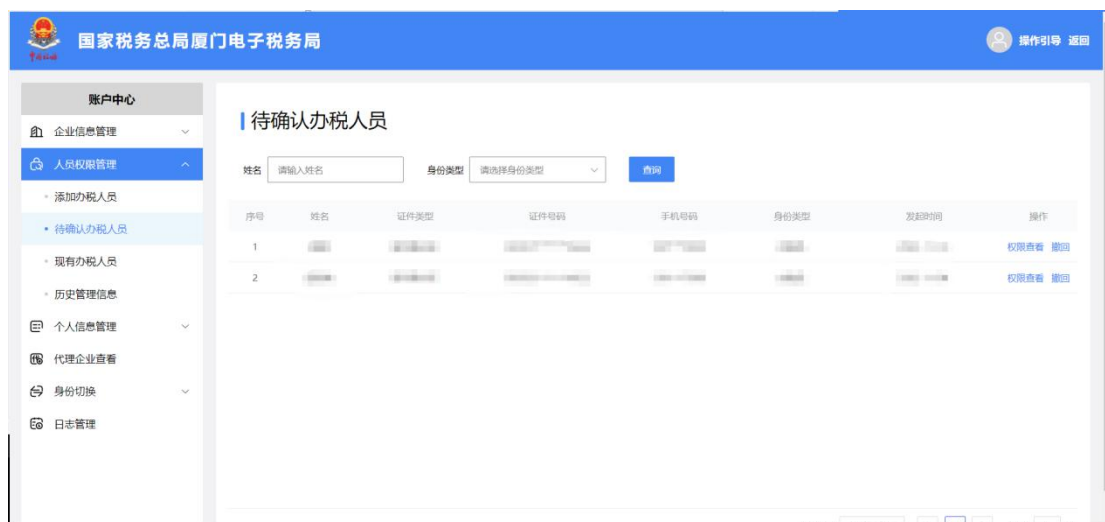 国家税务总局厦门电子税务局
操作引导 返回
账户中心
企业信息管理
人员权限管理
添加办税人员
待确认办税人员
现有办税人员
历史管理信息
个人信息管理
代理企业查看
身份切换
日志管理
待确认办税人员
姓名 请输入姓名 身份类型 请选择身份类型 查询
序号 姓名 证件类型 证件号码 手机号码 身份类型 发起时间 操作
1 权限查看 撤回
2 权限查看 撤回